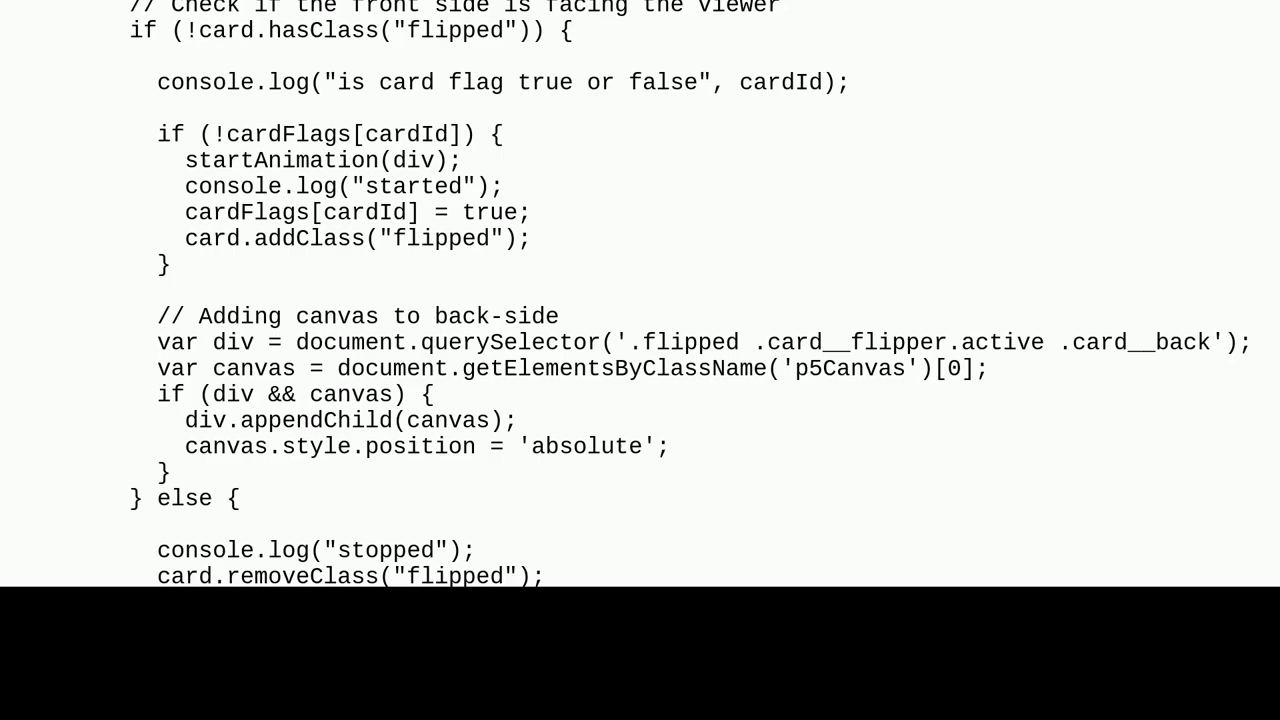 // Check if the front side is facing the viewer
if (!card.hasClass("flipped")) {
console.log("is card flag true or false", cardId);
if (!cardFlags[cardId]) {
startAnimation(div);
console.log("started");
cardFlags[cardId] = true;
card.addClass("flipped");
}
// Adding canvas to back-side
var div = document.querySelector('.flipped .card__flipper.active .card__back');
var canvas = document.getElementsByClassName('p5Canvas')[0];
if (div && canvas) {
div.appendChild(canvas);
canvas.style.position = 'absolute';
}
} else {
console.log("stopped");
card.removeClass("flipped");